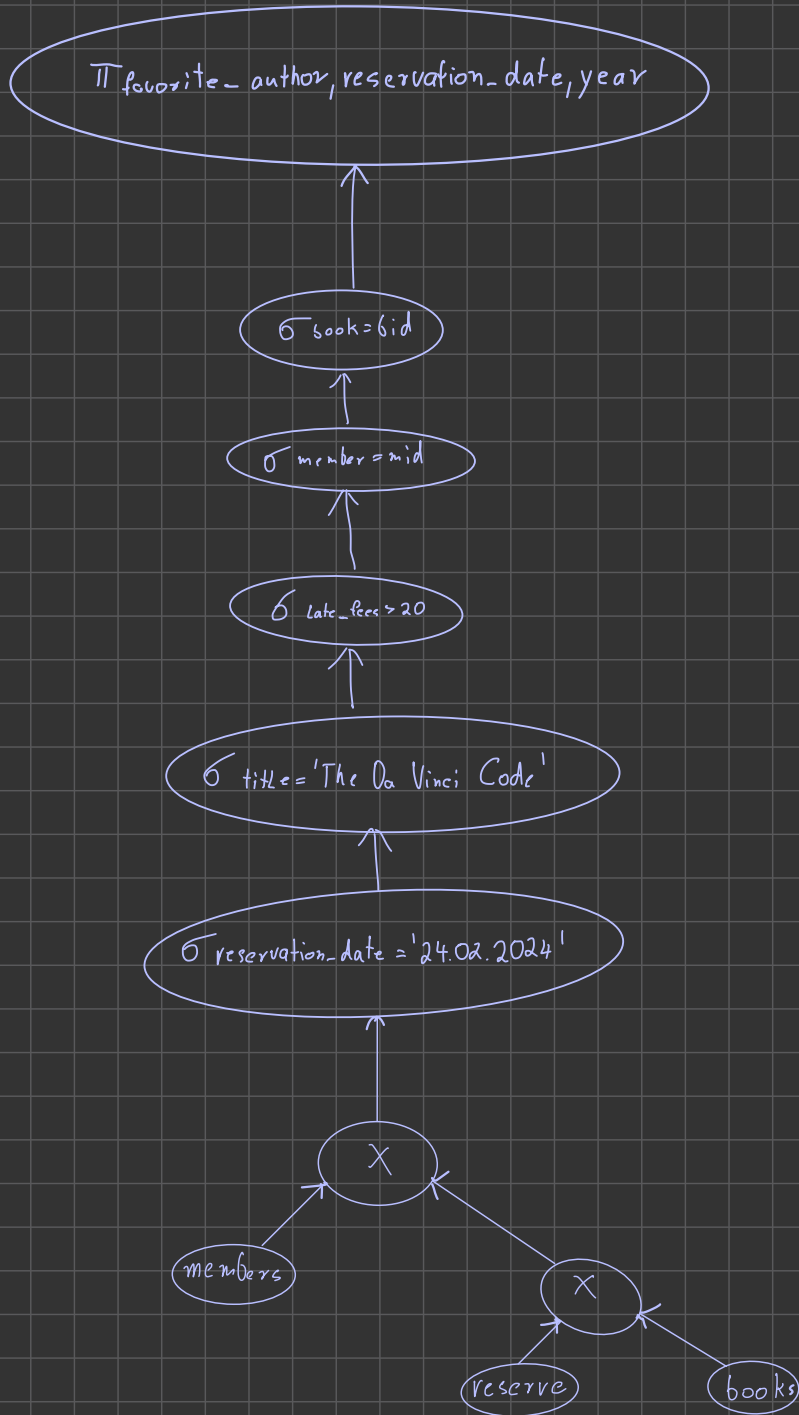 π favorite_author, reservation_date, year
σ book=bid
σ member=mid
σ late_fees>20
σ title='The Da Vinci Code'
σ reservation_date='24.02.2024'
X
members
X
reserve
books